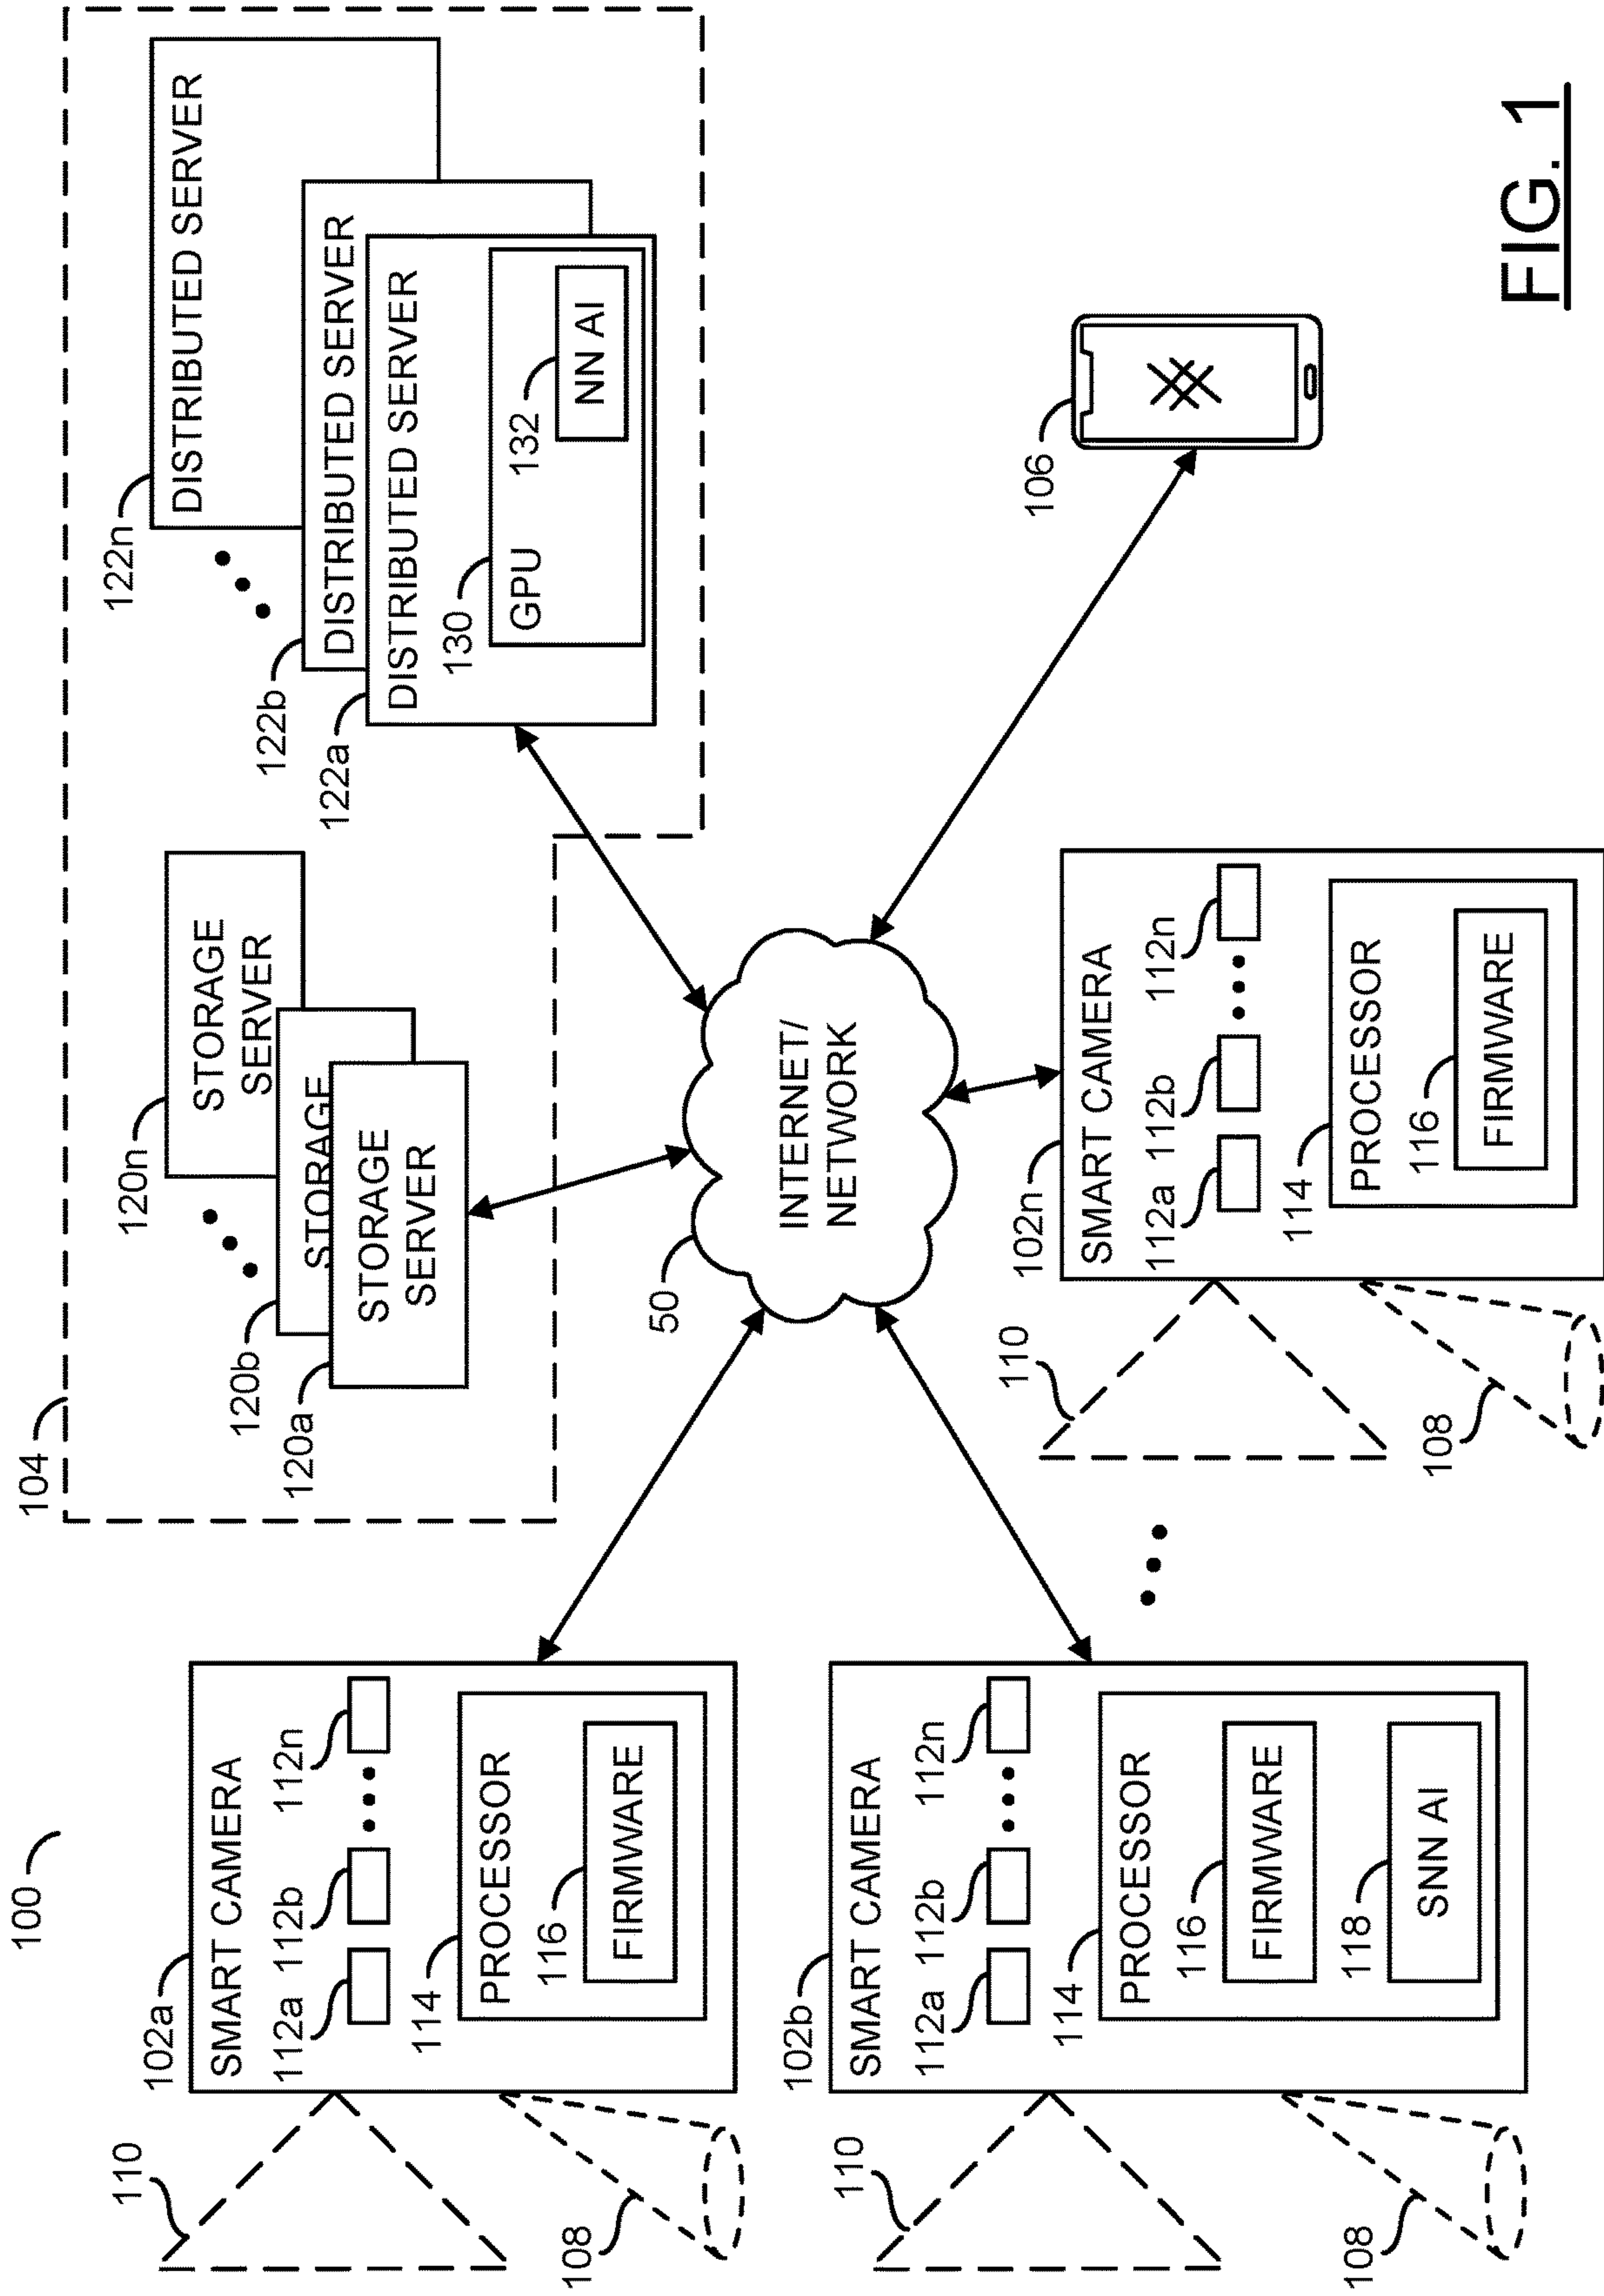 100
104
102a
SMART CAMERA
112a
112b
112n
114
PROCESSOR
116
FIRMWARE
110
108
102b
SMART CAMERA
112a
112b
112n
114
PROCESSOR
116
FIRMWARE
118
SNN AI
110
108
120n
STORAGE
SERVER
120b
STORAGE
120a
STORAGE
SERVER
122n
DISTRIBUTED SERVER
122b
DISTRIBUTED SERVER
122a
DISTRIBUTED SERVER
130
GPU
132
NN AI
50
INTERNET/
NETWORK
106
102n
SMART CAMERA
112a
112b
112n
114
PROCESSOR
116
FIRMWARE
110
108
FIG. 1